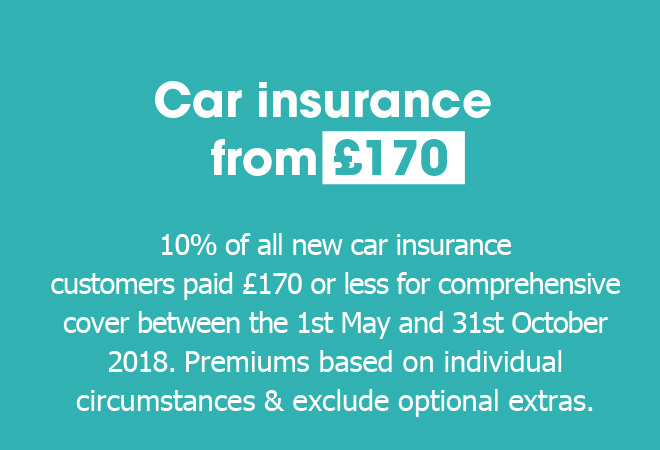 Car insurance
from £170
10% of all new car insurance
customers paid £170 or less for comprehensive
cover between the 1st May and 31st October
2018. Premiums based on individual
circumstances & exclude optional extras.